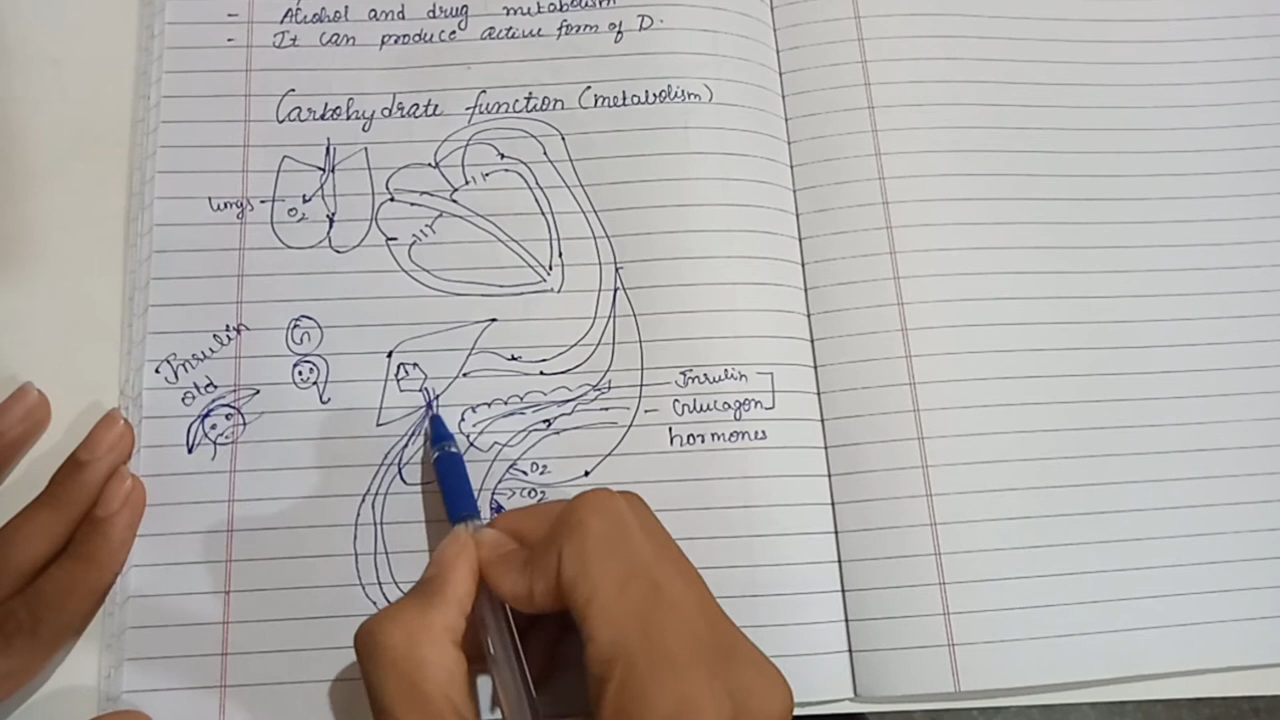 - Alcohol and drug metabolism
- It can produce active form of D.
Carbohydrate function (metabolism)
lungs
O2
Insulin
old
G
Insulin
Glucagon
hormones
O2
CO2